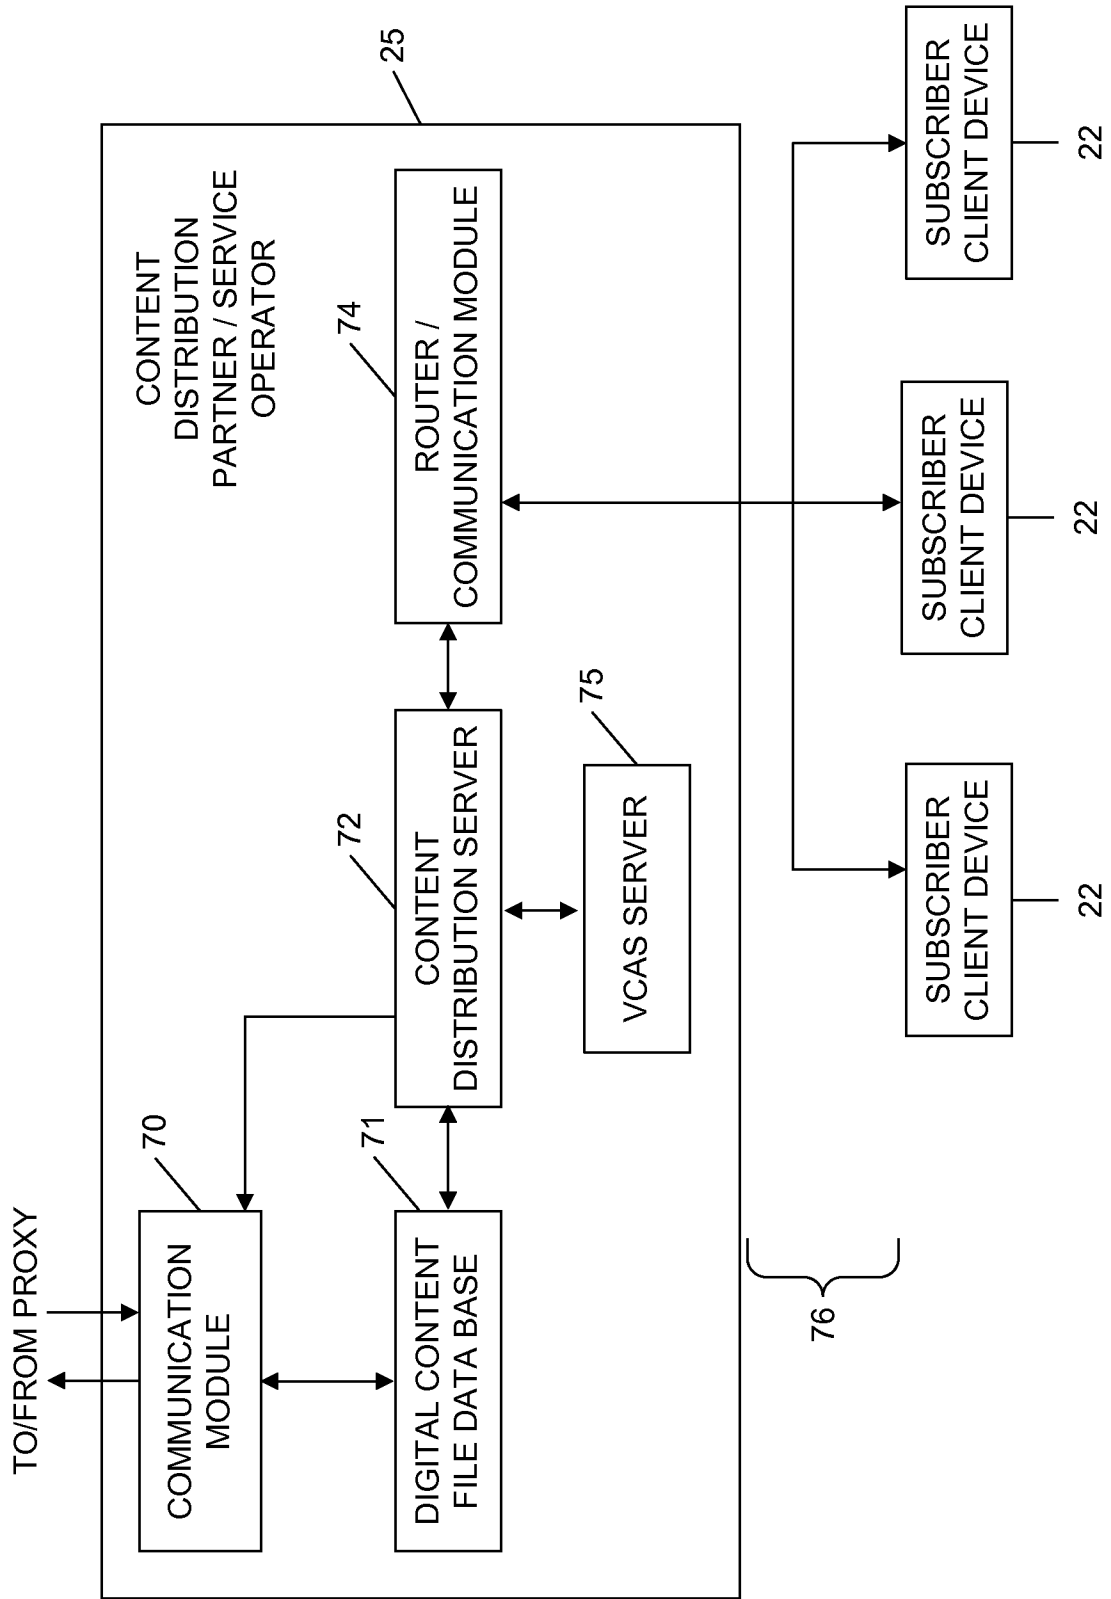 TO/FROM PROXY
COMMUNICATION
MODULE
70
CONTENT
DISTRIBUTION
PARTNER / SERVICE
OPERATOR
25
DIGITAL CONTENT
FILE DATA BASE
71
CONTENT
DISTRIBUTION SERVER
72
ROUTER /
COMMUNICATION MODULE
74
VCAS SERVER
75
76
SUBSCRIBER
CLIENT DEVICE
22
SUBSCRIBER
CLIENT DEVICE
22
SUBSCRIBER
CLIENT DEVICE
22